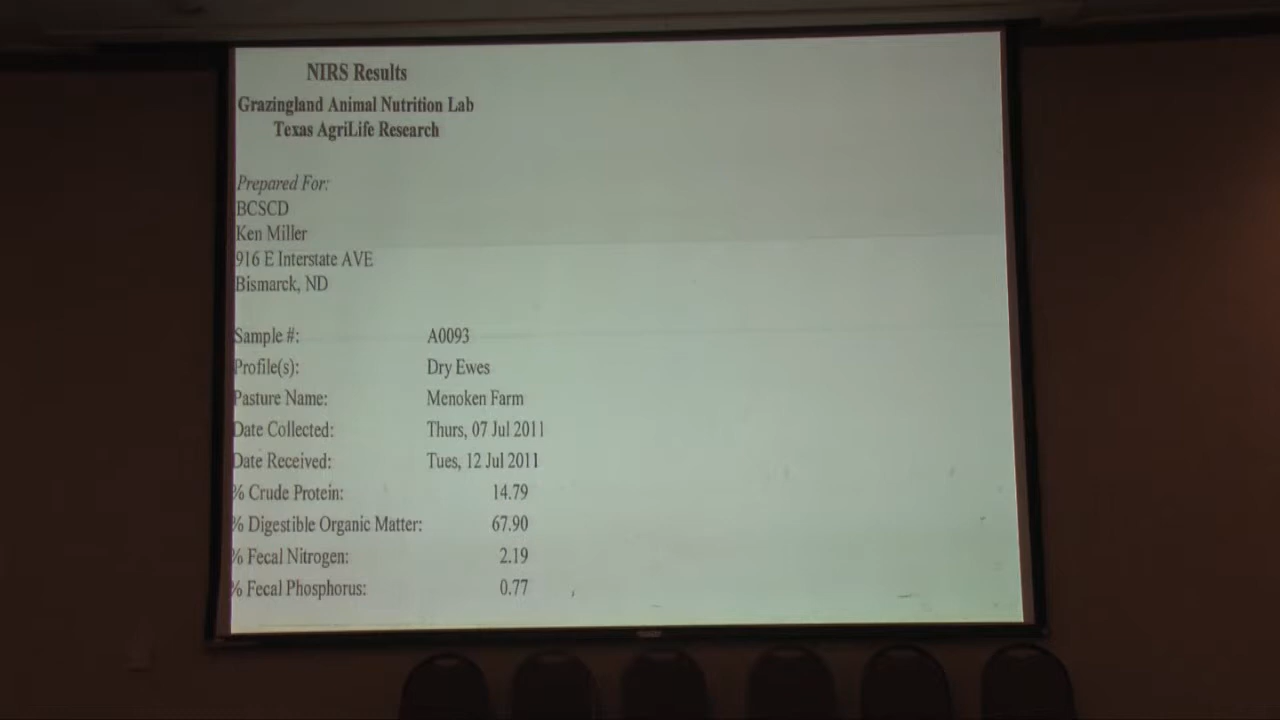 NIRS Results
Grazingland Animal Nutrition Lab
Texas AgriLife Research
Prepared For:
BCSCD
Ken Miller
916 E Interstate AVE
Bismarck, ND
Sample #: A0093
Profile(s): Dry Ewes
Pasture Name: Menoken Farm
Date Collected: Thurs, 07 Jul 2011
Date Received: Tues, 12 Jul 2011
% Crude Protein: 14.79
% Digestible Organic Matter: 67.90
% Fecal Nitrogen: 2.19
% Fecal Phosphorus: 0.77